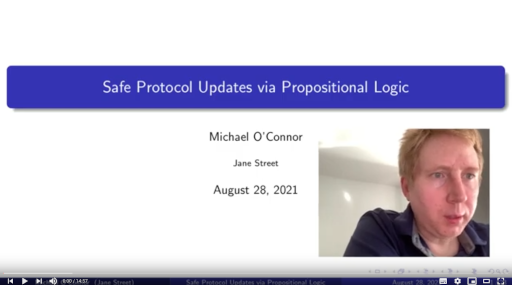 Safe Protocol Updates via Propositional Logic
Michael O'Connor
Jane Street
August 28, 2021
0:00 / 14:57
(Jane Street)
Safe Protocol Updates via Propositional Logic
August 28, 2021